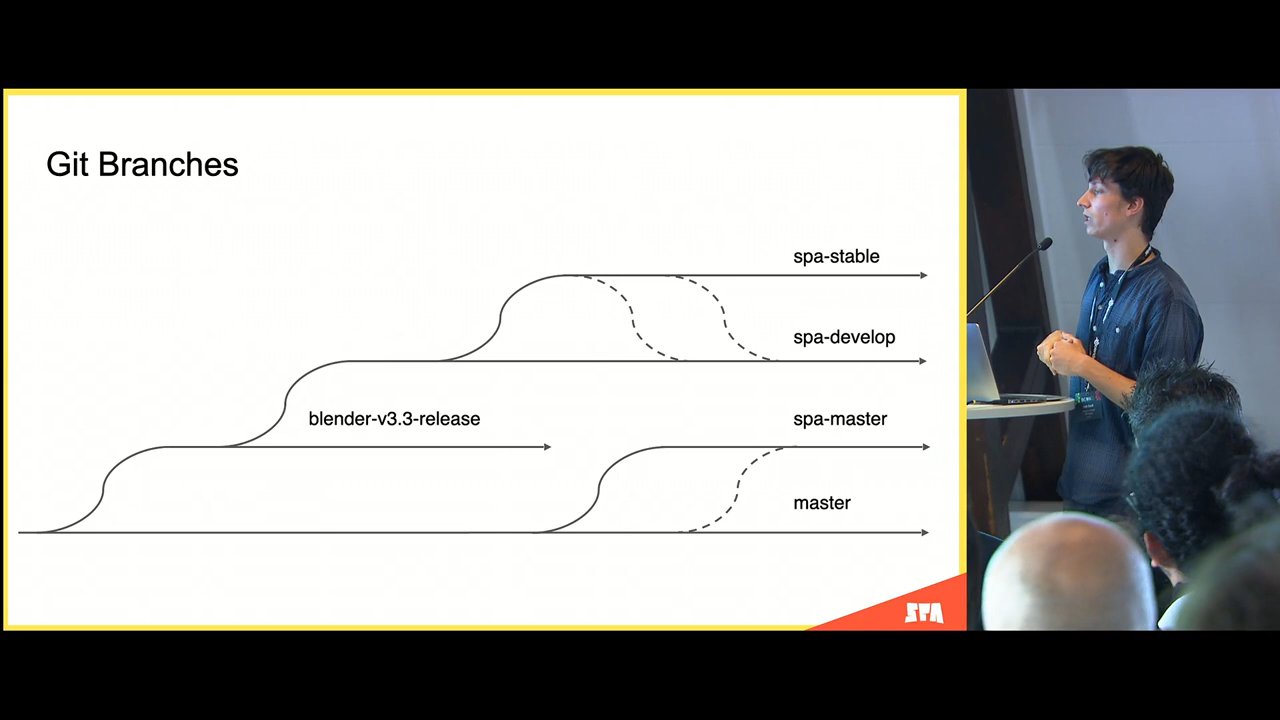 Git Branches
spa-stable
spa-develop
blender-v3.3-release
spa-master
master
SPA